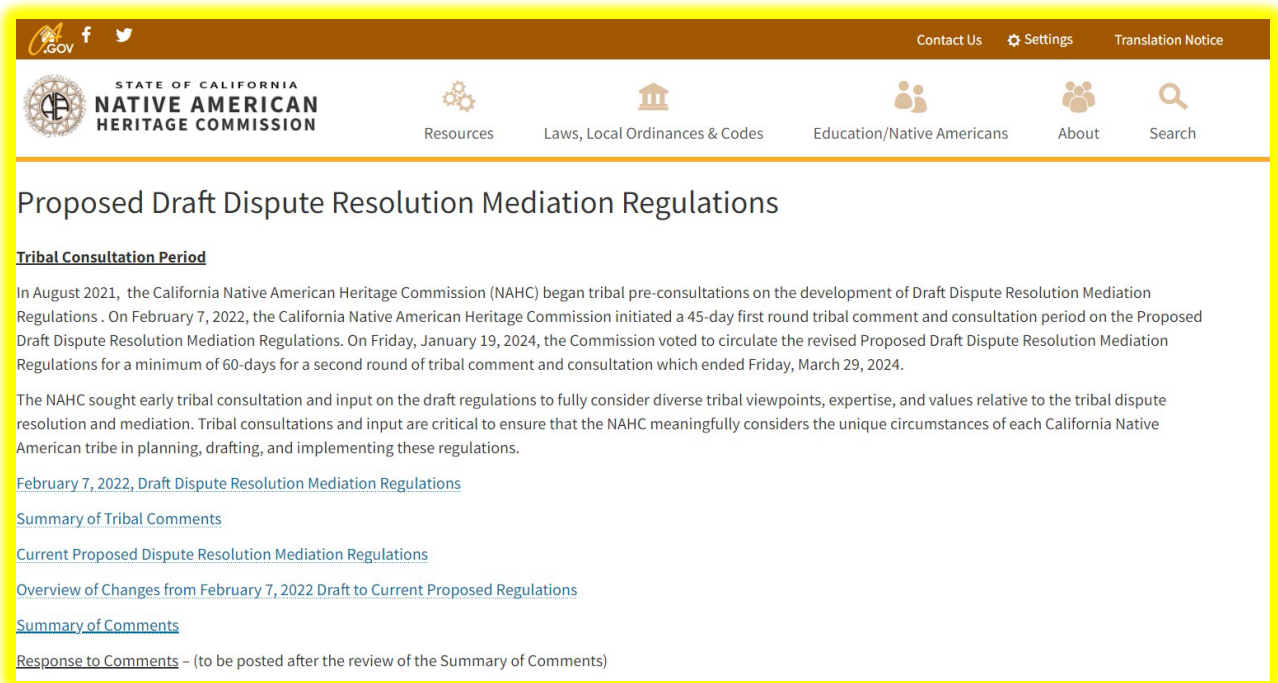 CA.GOV
Contact Us
Settings
Translation Notice
STATE OF CALIFORNIA
NATIVE AMERICAN
HERITAGE COMMISSION
Resources
Laws, Local Ordinances & Codes
Education/Native Americans
About
Search
Proposed Draft Dispute Resolution Mediation Regulations
Tribal Consultation Period
In August 2021,  the California Native American Heritage Commission (NAHC) began tribal pre-consultations on the development of Draft Dispute Resolution Mediation
Regulations . On February 7, 2022, the California Native American Heritage Commission initiated a 45-day first round tribal comment and consultation period on the Proposed
Draft Dispute Resolution Mediation Regulations. On Friday, January 19, 2024, the Commission voted to circulate the revised Proposed Draft Dispute Resolution Mediation
Regulations for a minimum of 60-days for a second round of tribal comment and consultation which ended Friday, March 29, 2024.
The NAHC sought early tribal consultation and input on the draft regulations to fully consider diverse tribal viewpoints, expertise, and values relative to the tribal dispute
resolution and mediation. Tribal consultations and input are critical to ensure that the NAHC meaningfully considers the unique circumstances of each California Native
American tribe in planning, drafting, and implementing these regulations.
February 7, 2022, Draft Dispute Resolution Mediation Regulations
Summary of Tribal Comments
Current Proposed Dispute Resolution Mediation Regulations
Overview of Changes from February 7, 2022 Draft to Current Proposed Regulations
Summary of Comments
Response to Comments – (to be posted after the review of the Summary of Comments)